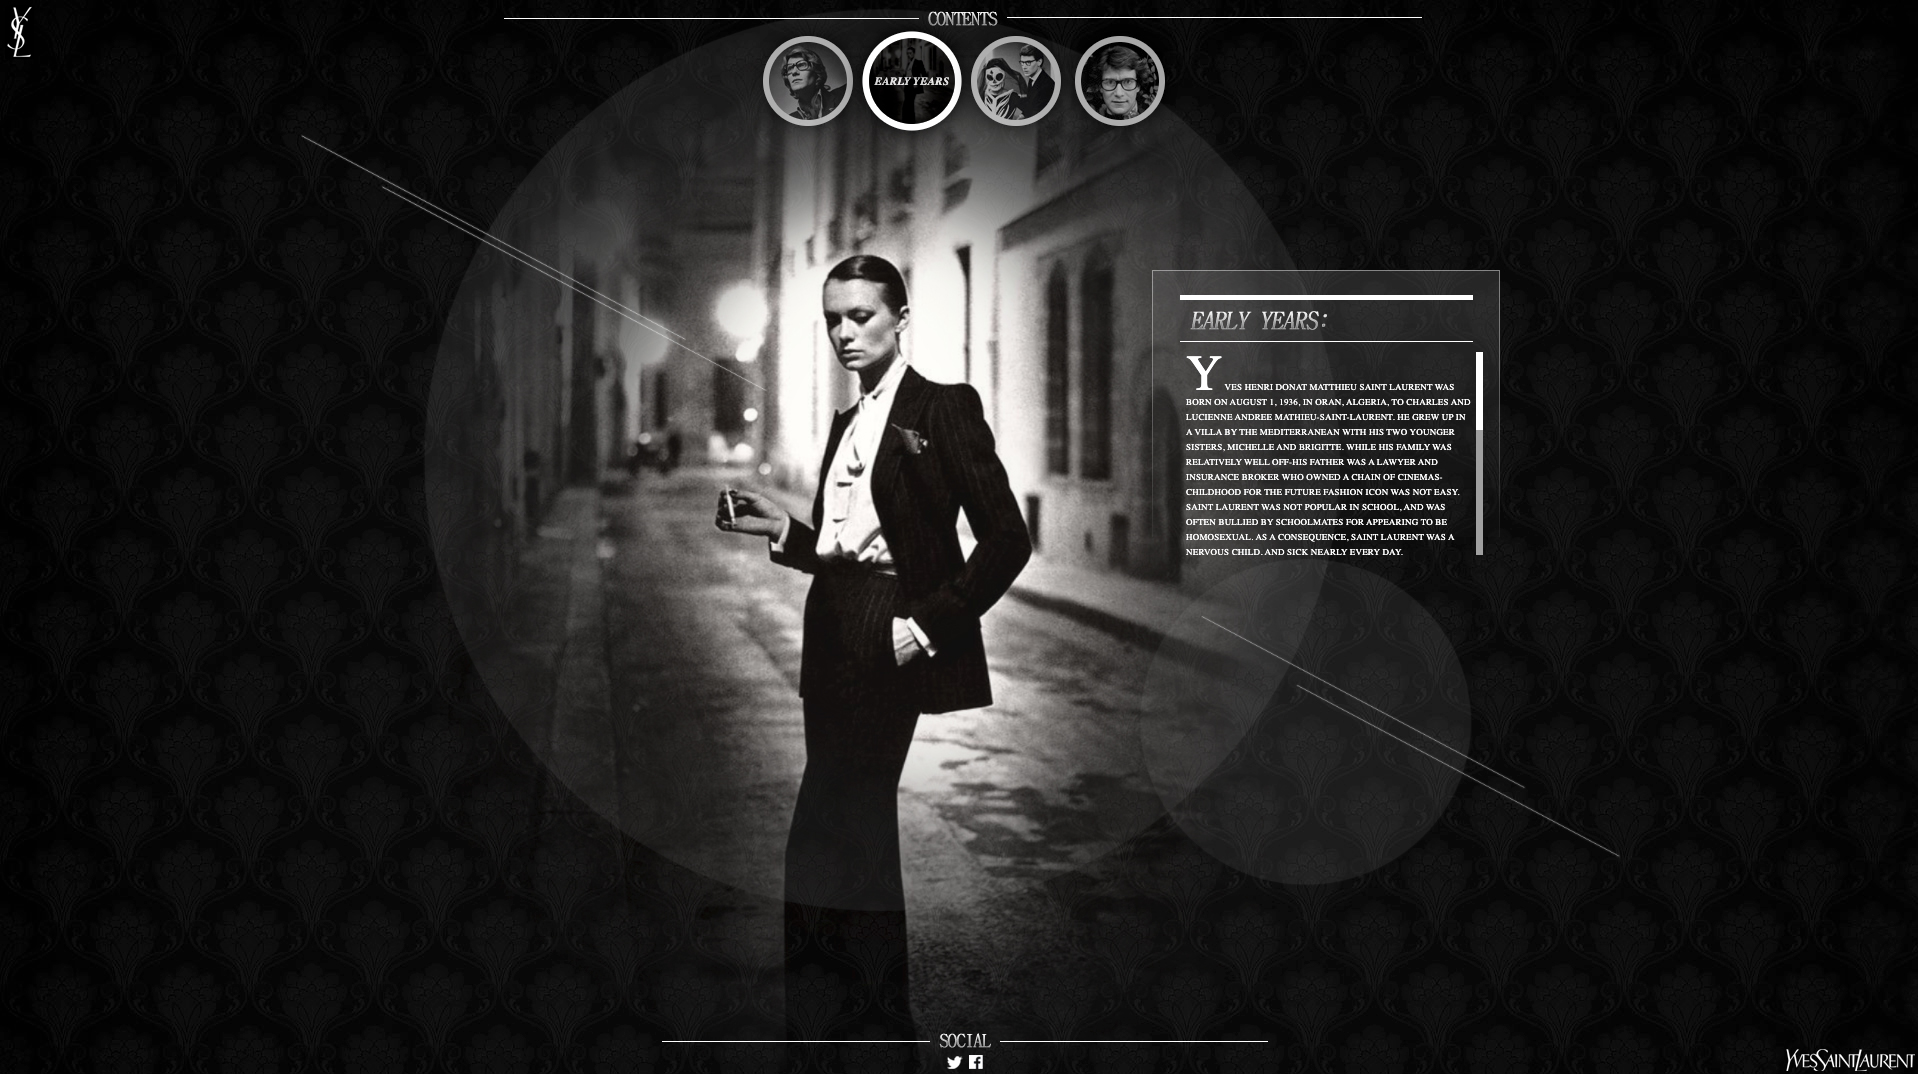 YSL
CONTENTS
EARLY YEARS
EARLY YEARS:
YVES HENRI DONAT MATTHIEU SAINT LAURENT WAS
BORN ON AUGUST 1, 1936, IN ORAN, ALGERIA, TO CHARLES AND
LUCIENNE ANDREE MATHIEU-SAINT-LAURENT. HE GREW UP IN
A VILLA BY THE MEDITERRANEAN WITH HIS TWO YOUNGER
SISTERS, MICHELLE AND BRIGITTE. WHILE HIS FAMILY WAS
RELATIVELY WELL OFF-HIS FATHER WAS A LAWYER AND
INSURANCE BROKER WHO OWNED A CHAIN OF CINEMAS-
CHILDHOOD FOR THE FUTURE FASHION ICON WAS NOT EASY.
SAINT LAURENT WAS NOT POPULAR IN SCHOOL, AND WAS
OFTEN BULLIED BY SCHOOLMATES FOR APPEARING TO BE
HOMOSEXUAL. AS A CONSEQUENCE, SAINT LAURENT WAS A
NERVOUS CHILD, AND SICK NEARLY EVERY DAY.
SOCIAL
YVESSAINTLAURENT